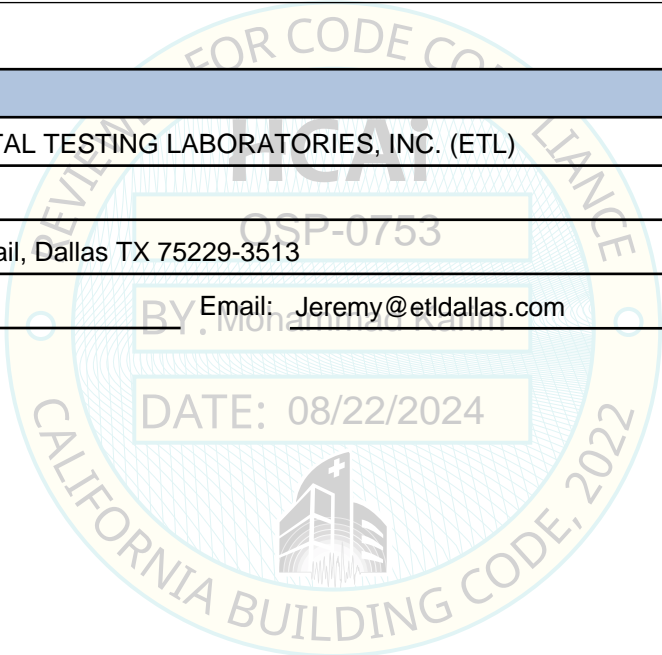 REVIEWED FOR CODE COMPLIANCE
HCAi
TAL TESTING LABORATORIES, INC. (ETL)
OSP-0753
ail, Dallas TX 75229-3513
Email: Jeremy@etldallas.com
BY: Mohammad Karim
DATE: 08/22/2024
CALIFORNIA BUILDING CODE, 2022